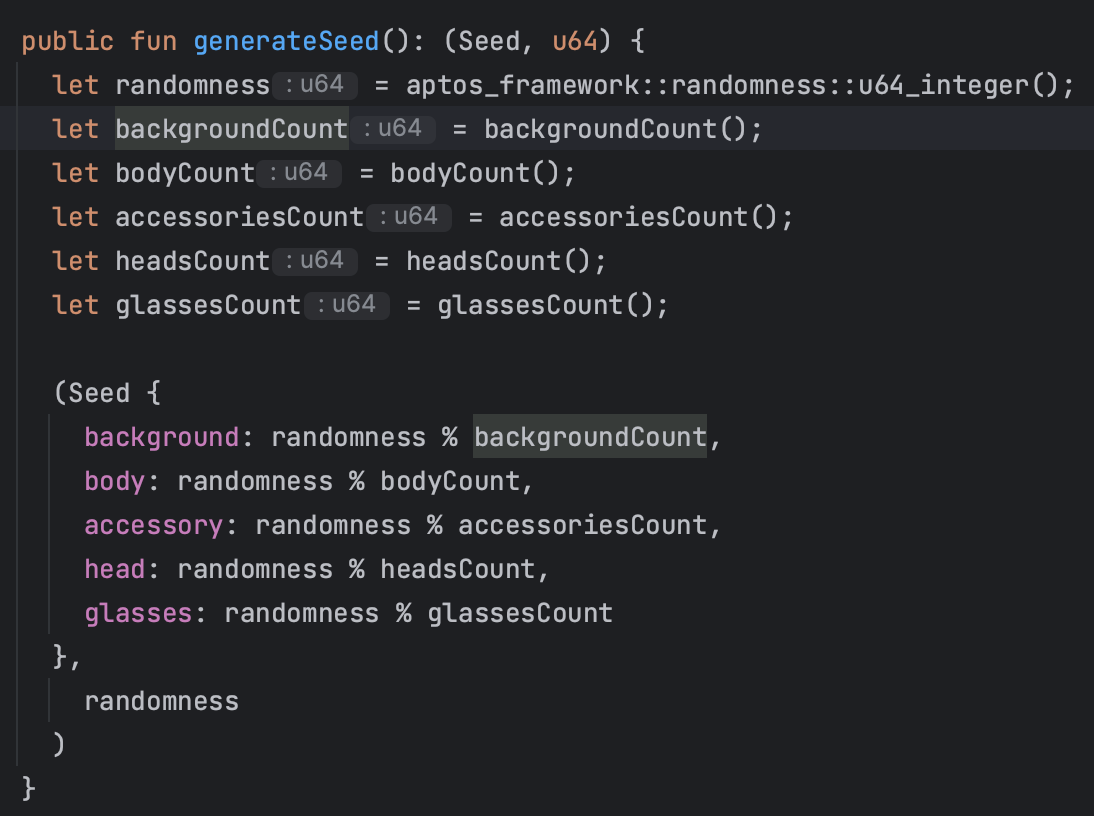 public fun generateSeed(): (Seed, u64) {
let randomness : u64 = aptos_framework::randomness::u64_integer();
let backgroundCount : u64 = backgroundCount();
let bodyCount : u64 = bodyCount();
let accessoriesCount : u64 = accessoriesCount();
let headsCount : u64 = headsCount();
let glassesCount : u64 = glassesCount();
(Seed {
background: randomness % backgroundCount,
body: randomness % bodyCount,
accessory: randomness % accessoriesCount,
head: randomness % headsCount,
glasses: randomness % glassesCount
},
randomness
)
}